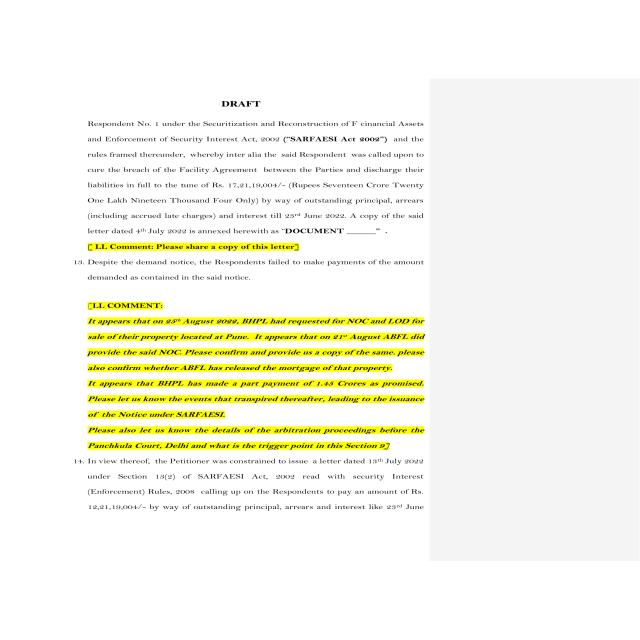 DRAFT
Respondent No. 1 under the Securitization and Reconstruction of F cinancial Assets
and Enforcement of Security Interest Act, 2002 ("SARFAESI Act 2002") and the
rules framed thereunder, whereby inter alia the said Respondent was called upon to
cure the breach of the Facility Agreement between the Parties and discharge their
liabilities in full to the tune of Rs. 17,21,19,004/- (Rupees Seventeen Crore Twenty
One Lakh Nineteen Thousand Four Only) by way of outstanding principal, arrears
(including accrued late charges) and interest till 23rd June 2022. A copy of the said
letter dated 4th July 2022 is annexed herewith as "DOCUMENT ______" .
[ LL Comment: Please share a copy of this letter]
13. Despite the demand notice, the Respondents failed to make payments of the amount
demanded as contained in the said notice.
[LL COMMENT:
It appears that on 25th August 2022, BHPL had requested for NOC and LOD for
sale of their property located at Pune. It appears that on 21st August ABFL did
provide the said NOC. Please confirm and provide us a copy of the same. please
also confirm whether ABFL has released the mortgage of that property.
It appears that BHPL has made a part payment of 1.45 Crores as promised.
Please let us know the events that transpired thereafter, leading to the issuance
of the Notice under SARFAESI.
Please also let us know the details of the arbitration proceedings before the
Panchkula Court, Delhi and what is the trigger point in this Section 9]
14. In view thereof, the Petitioner was constrained to issue a letter dated 13th July 2022
under Section 13(2) of SARFAESI Act, 2002 read with security Interest
(Enforcement) Rules, 2008 calling up on the Respondents to pay an amount of Rs.
12,21,19,004/- by way of outstanding principal, arrears and interest like 23rd June